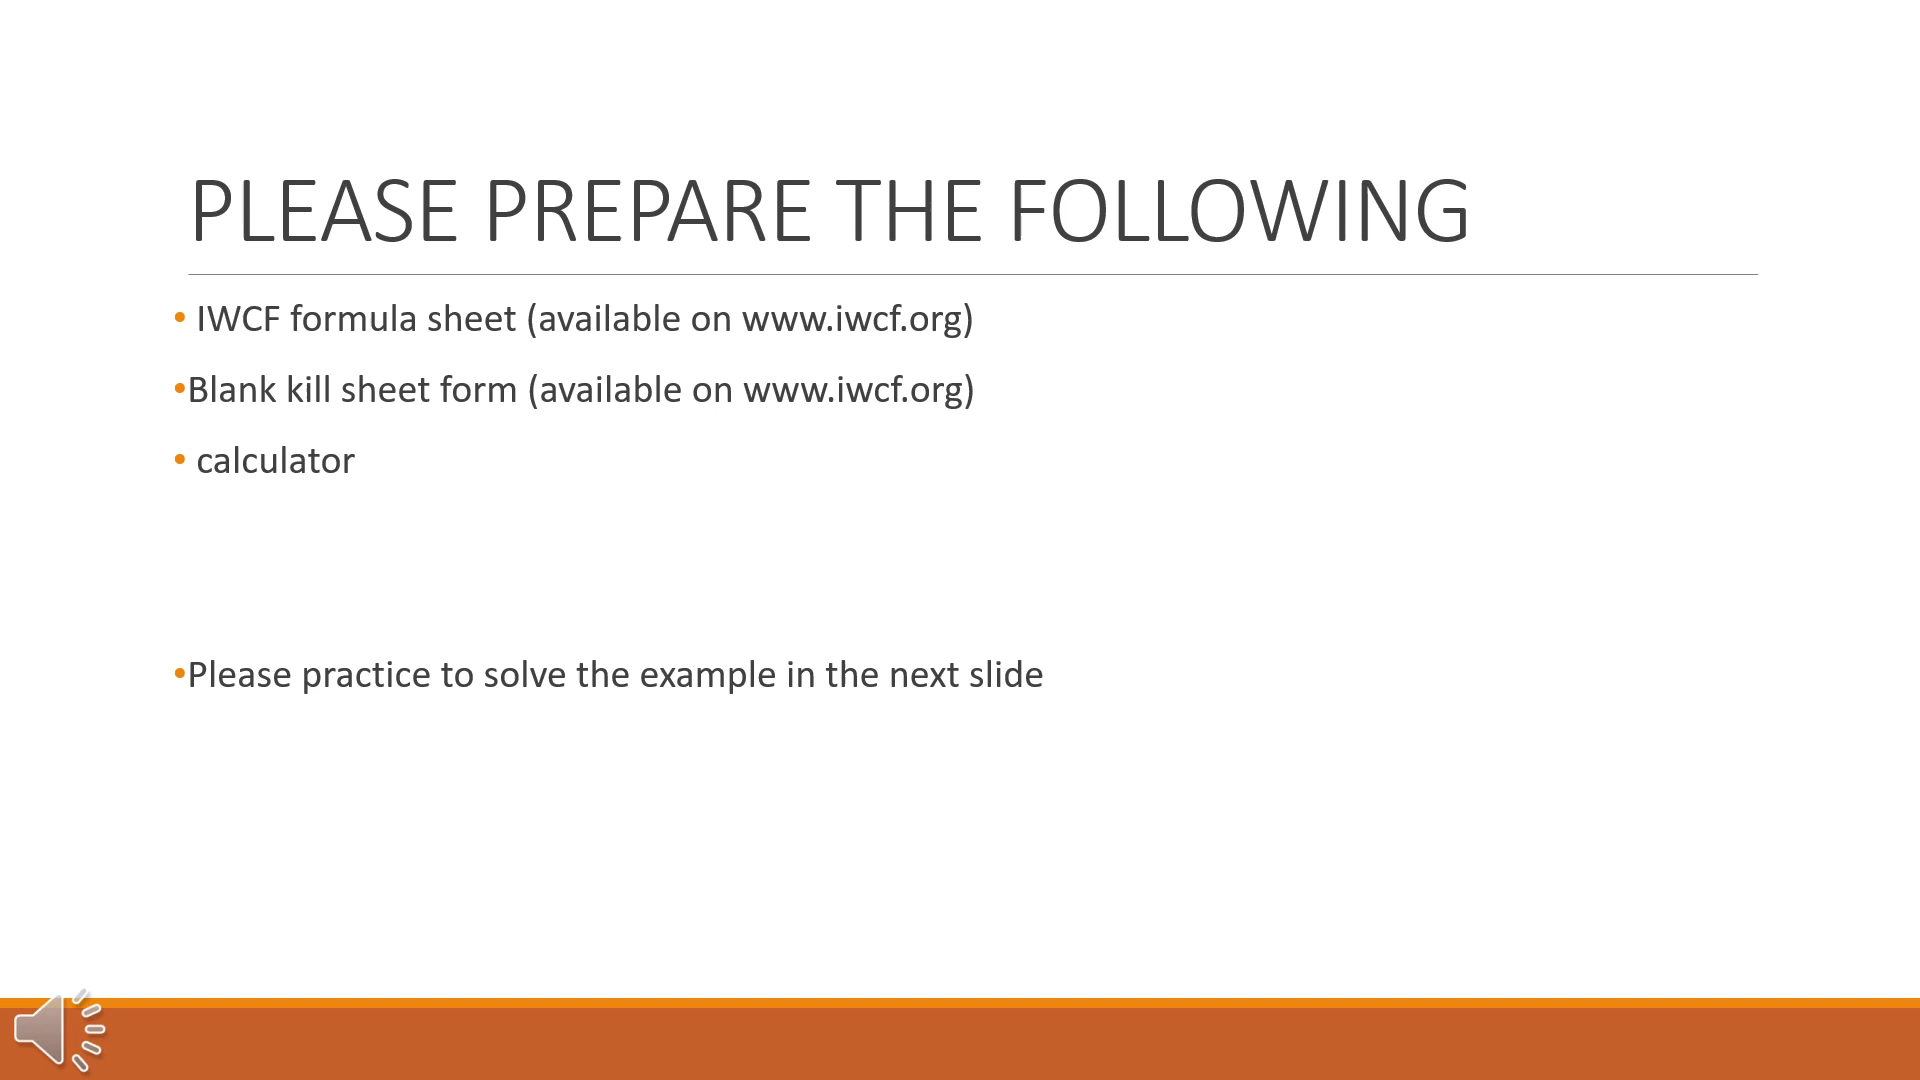 PLEASE PREPARE THE FOLLOWING
• IWCF formula sheet (available on www.iwcf.org)
•Blank kill sheet form (available on www.iwcf.org)
• calculator
•Please practice to solve the example in the next slide